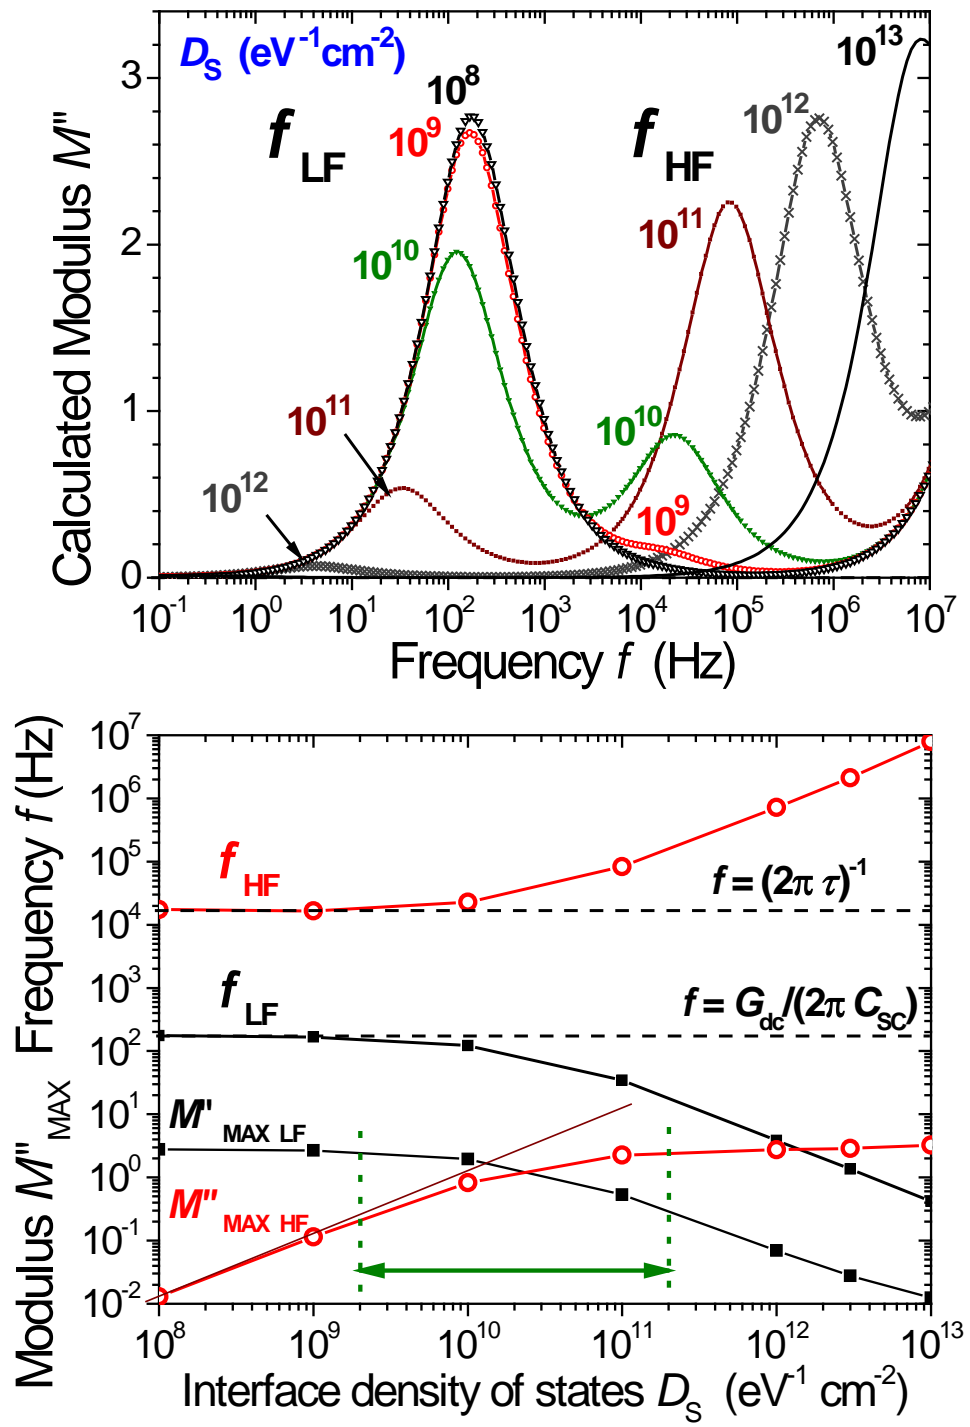 D_S (eV^-1cm^-2)
10^13
10^8
10^12
f_LF
10^9
f_HF
10^11
10^10
10^11
10^10
10^12
10^9
3
2
1
0
Calculated Modulus M''
10^-1 10^0 10^1 10^2 10^3 10^4 10^5 10^6 10^7
Frequency f (Hz)
10^7
10^6
10^5
10^4
10^3
10^2
10^1
10^0
10^-1
10^-2
Modulus M''_MAX Frequency f (Hz)
f_HF
f = (2π τ)^-1
f_LF
f = G_dc/(2π C_SC)
M''_MAX LF
M''_MAX HF
10^8 10^9 10^10 10^11 10^12 10^13
Interface density of states D_S (eV^-1 cm^-2)